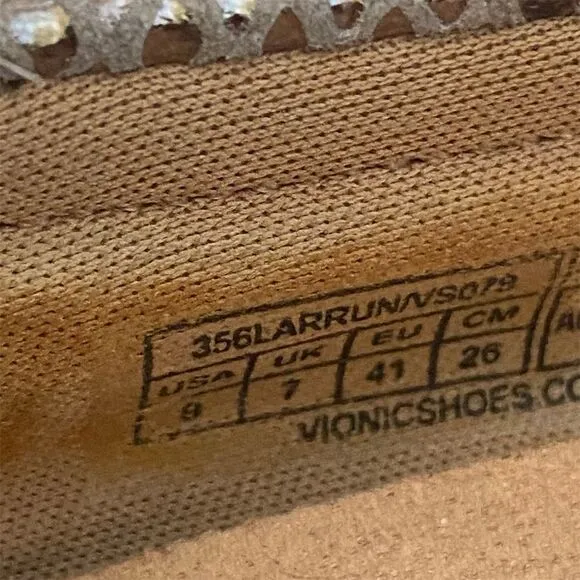 356LARRUN/VS079
USA UK EU CM
9 7 41 26
VIONICSHOES.CO